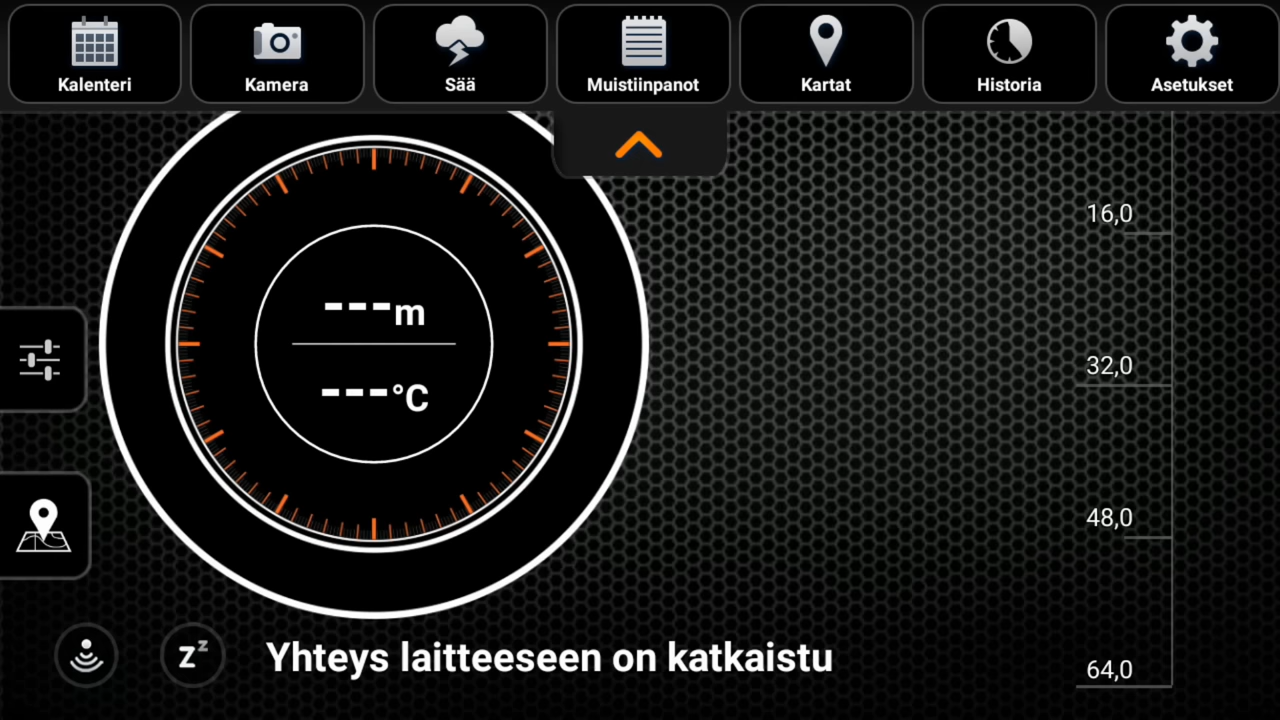 Kalenteri
Kamera
Sää
Muistiinpanot
Kartat
Historia
Asetukset
16,0
---m
32,0
---°C
48,0
zz
Yhteys laitteeseen on katkaistu
64,0